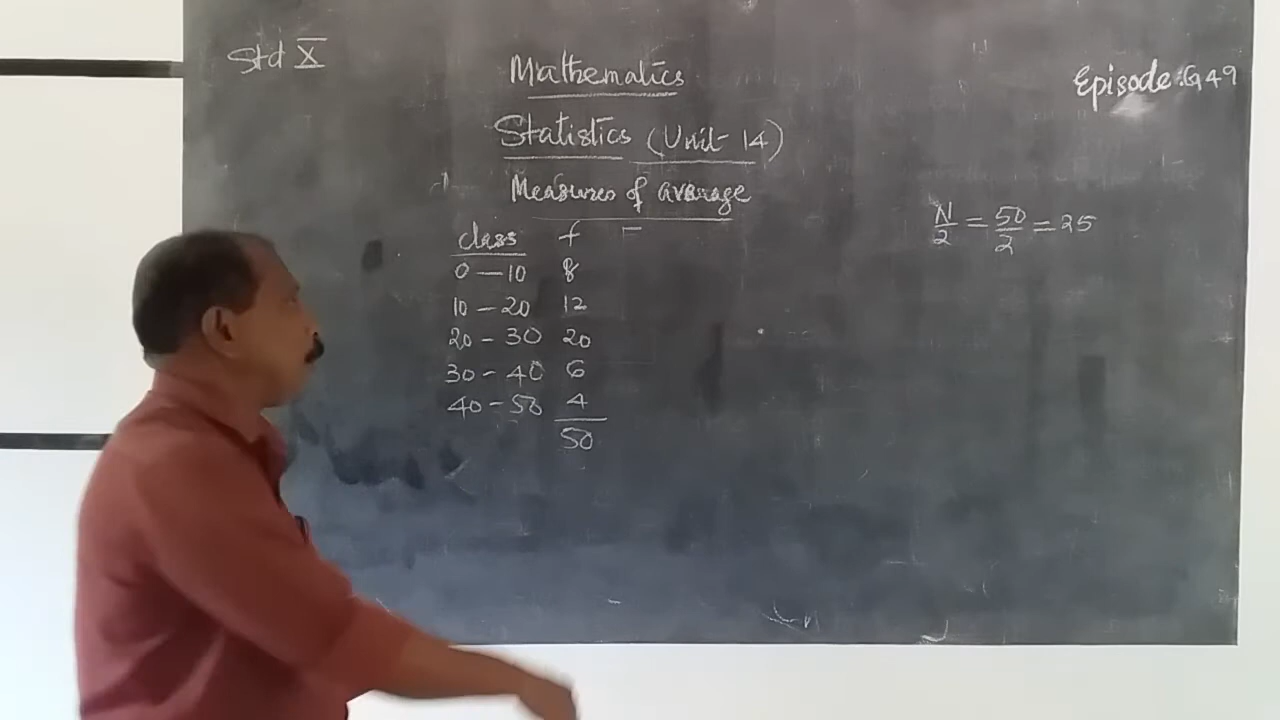 Std X
Mathematics
Episode: G49
Statistics (Unit-14)
Measures of average
class f F
0-10 8
10-20 12
20-30 20
30-40 6
40-50 4
50
N/2 = 50/2 = 25